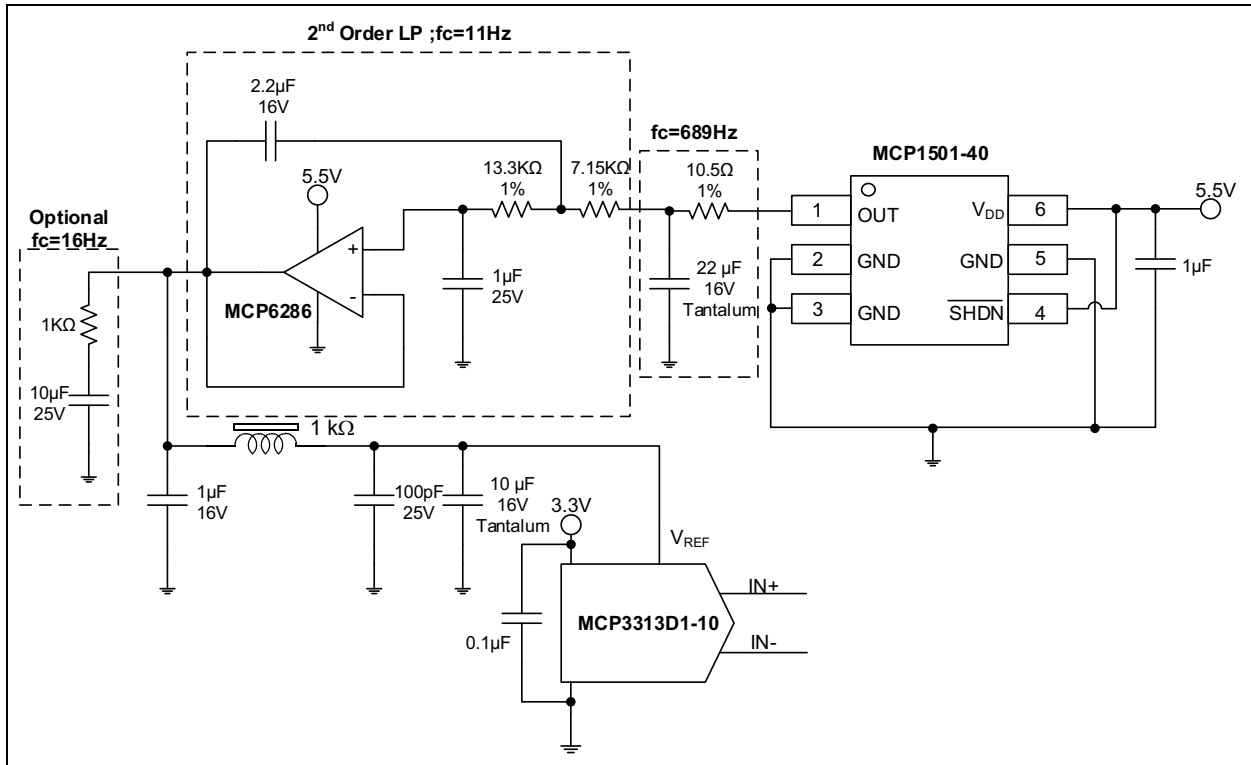 2nd Order LP ;fc=11Hz
2.2µF
16V
5.5V
13.3KΩ
1%
7.15KΩ
1%
fc=689Hz
10.5Ω
1%
MCP1501-40
1
OUT
VDD
6
5.5V
2
GND
GND
5
3
GND
SHDN
4
1µF
22 µF
16V
Tantalum
+
-
MCP6286
1µF
25V
Optional
fc=16Hz
1KΩ
10µF
25V
1 kΩ
1µF
16V
100pF
25V
10 µF
16V
Tantalum
3.3V
VREF
0.1µF
MCP3313D1-10
IN+
IN-